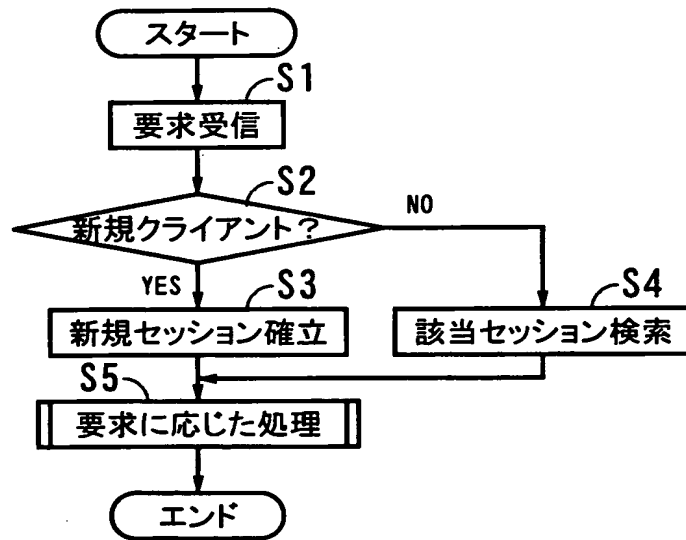 スタート
S1
要求受信
S2
新規クライアント?
NO
YES
S3
新規セッション確立
S4
該当セッション検索
S5
要求に応じた処理
エンド